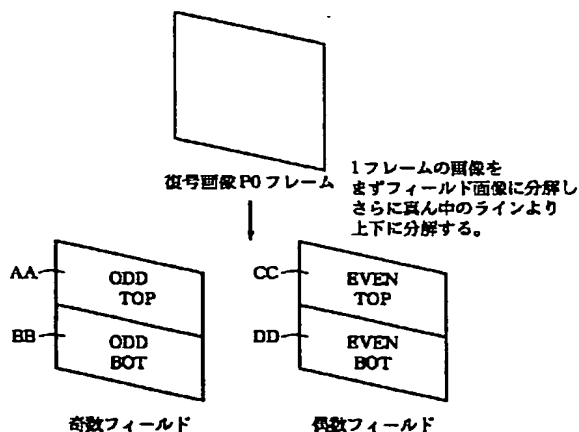 復号画像P0フレーム
1フレームの画像を
まずフィールド画像に分解し
さらに真ん中のラインより
上下に分解する。
AA
ODD
TOP
BB
ODD
BOT
CC
EVEN
TOP
DD
EVEN
BOT
奇数フィールド
偶数フィールド